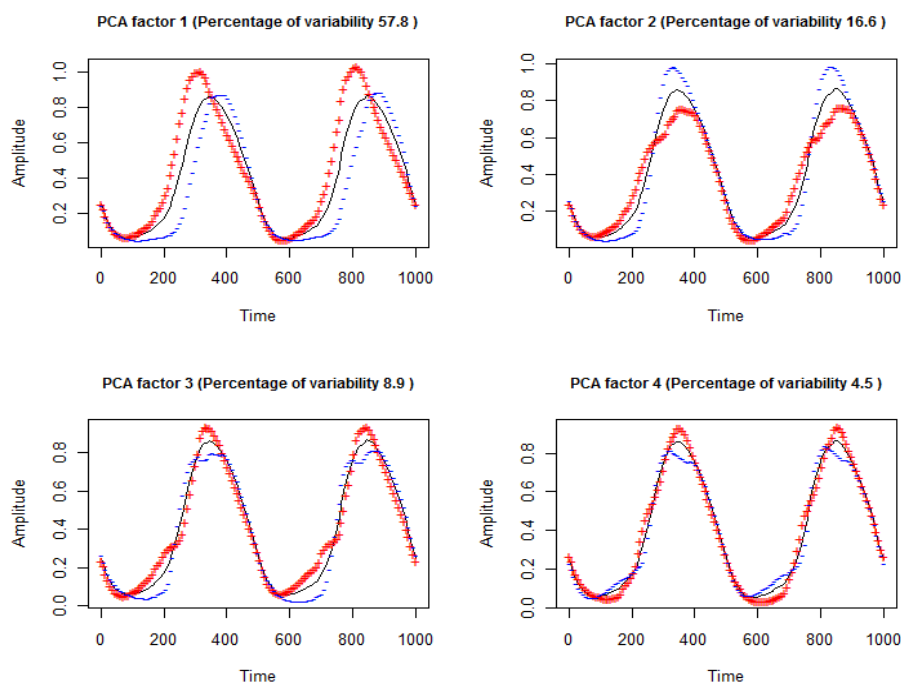 PCA factor 1 (Percentage of variability 57.8 )
Amplitude
1.0
0.8
0.6
0.4
0.2
0 200 400 600 800 1000
Time
PCA factor 2 (Percentage of variability 16.6 )
Amplitude
1.0
0.8
0.6
0.4
0.2
0 200 400 600 800 1000
Time
PCA factor 3 (Percentage of variability 8.9 )
Amplitude
0.8
0.6
0.4
0.2
0.0
0 200 400 600 800 1000
Time
PCA factor 4 (Percentage of variability 4.5 )
Amplitude
0.8
0.6
0.4
0.2
0.0
0 200 400 600 800 1000
Time